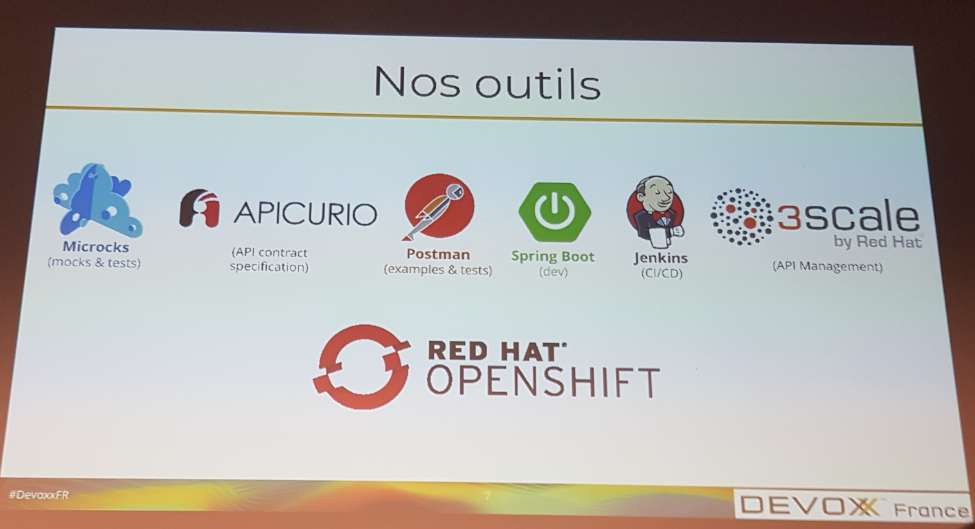 Nos outils
Microcks
(mocks & tests)
APICURIO
(API contract
specification)
Postman
(examples & tests)
Spring Boot
(dev)
Jenkins
(CI/CD)
3scale
by Red Hat
(API Management)
RED HAT®
OPENSHIFT
#DevoxxFR
7
DEVOXX France